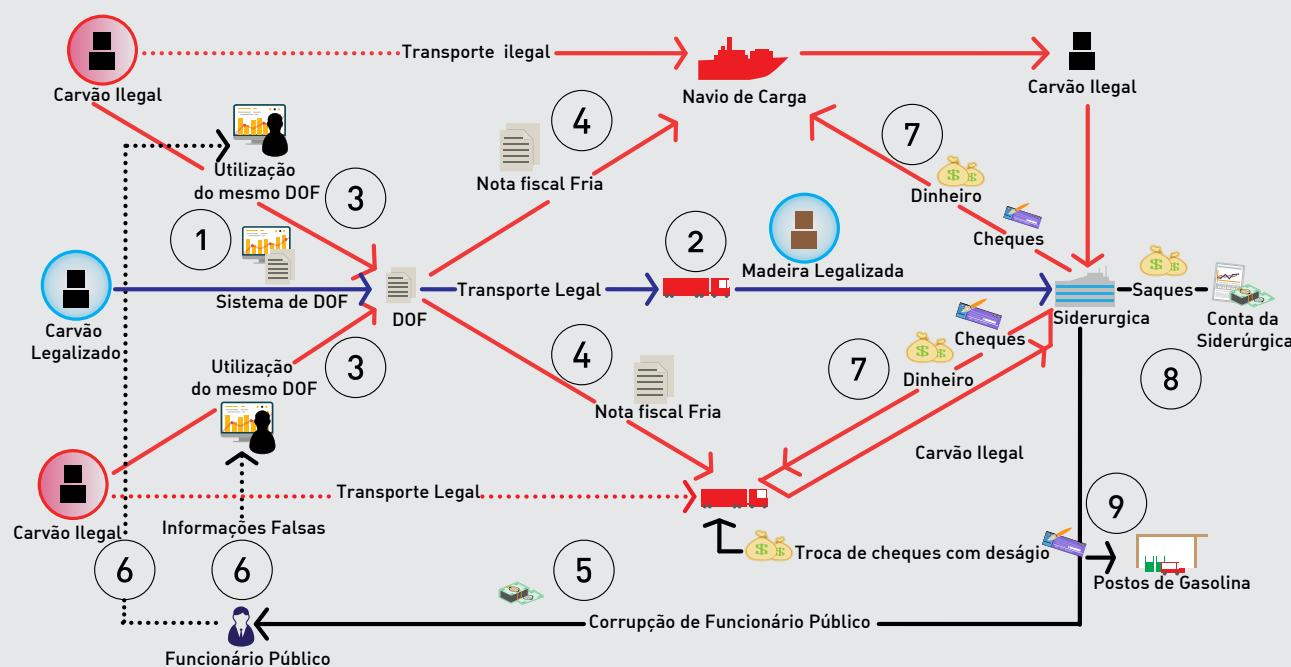 Transporte ilegal
Navio de Carga
Carvão Ilegal
Carvão Ilegal
4
7
Utilização
do mesmo DOF
3
Nota fiscal Fria
Dinheiro
Cheques
1
2
Madeira Legalizada
Sistema de DOF
DOF
Transporte Legal
Siderurgica
Saques
Conta da
Siderúrgica
Carvão
Legalizado
Utilização
do mesmo DOF
3
4
Cheques
7
Dinheiro
8
Nota fiscal Fria
Carvão Ilegal
Transporte Legal
Carvão Ilegal
Informações Falsas
9
Troca de cheques com deságio
Postos de Gasolina
6
6
5
Corrupção de Funcionário Público
Funcionário Público